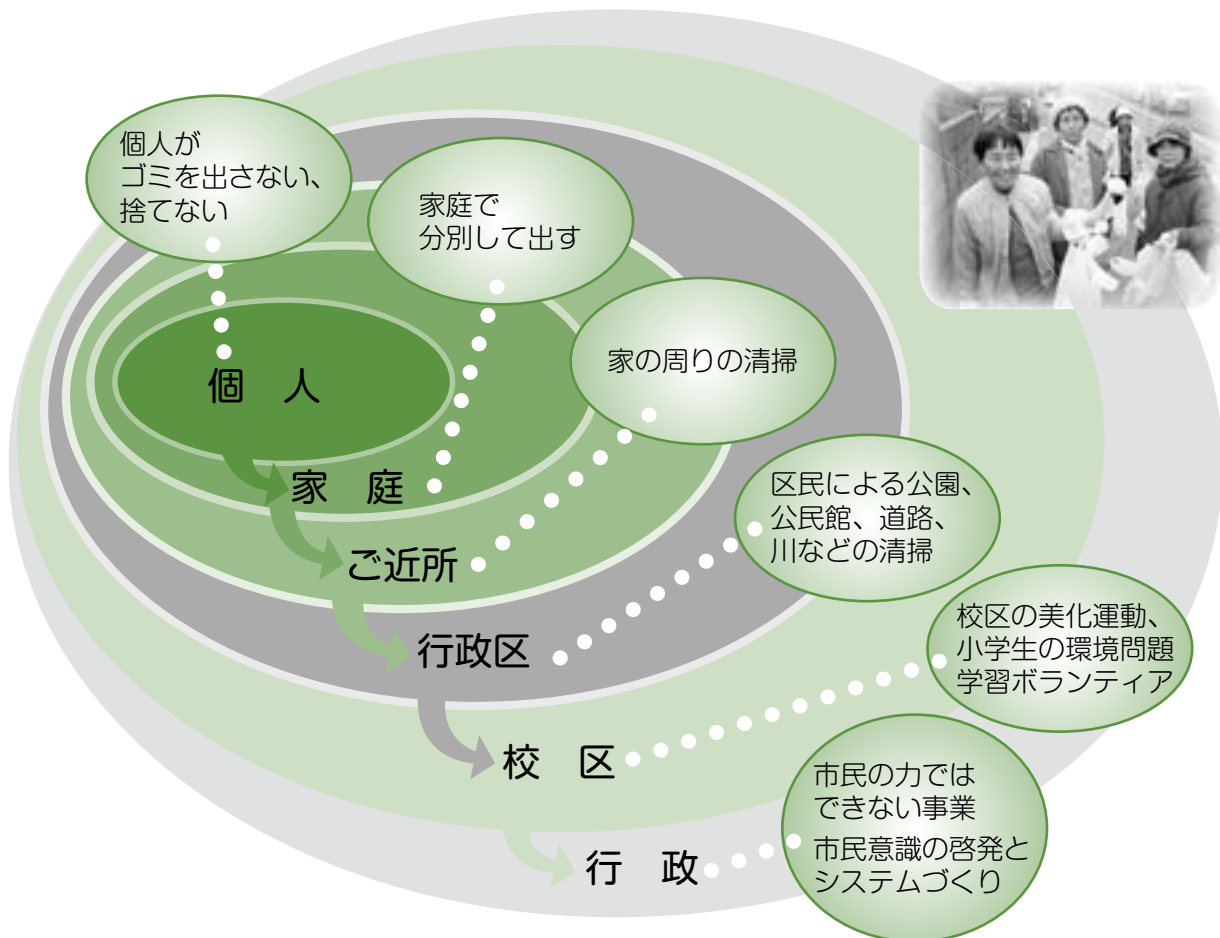 個人が
ゴミを出さない、
捨てない
家庭で
分別して出す
家の周りの清掃
個　人
家　庭
区民による公園、
公民館、道路、
川などの清掃
ご近所
校区の美化運動、
小学生の環境問題
学習ボランティア
行政区
校　区
市民の力では
できない事業
市民意識の啓発と
システムづくり
行　政